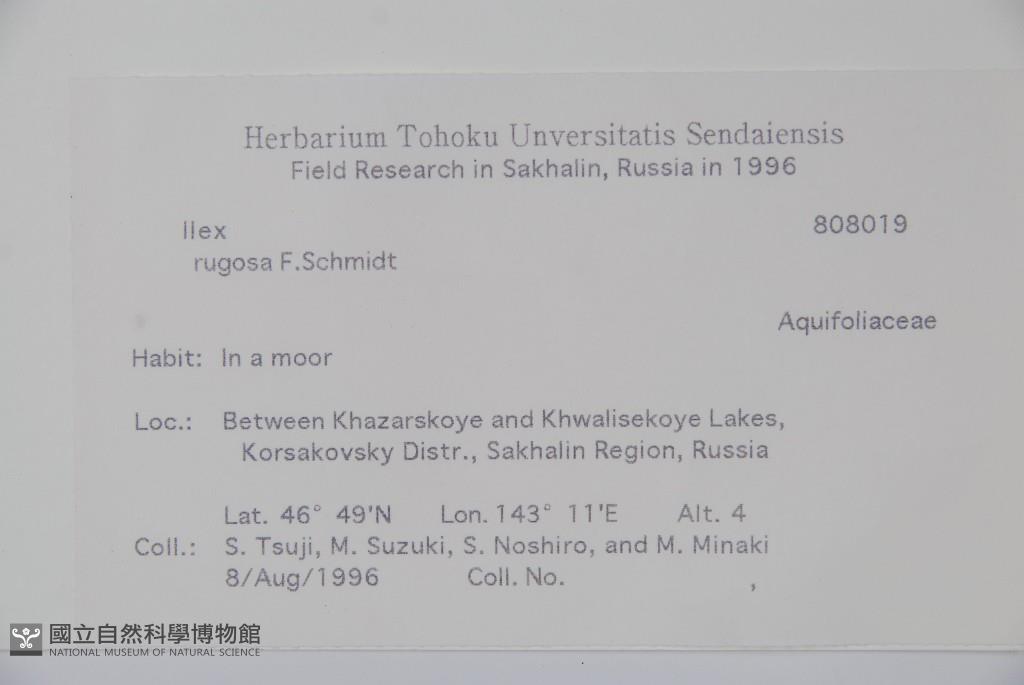 Herbarium Tohoku Unversitatis Sendaiensis
Field Research in Sakhalin, Russia in 1996
Ilex 808019
rugosa F.Schmidt
Aquifoliaceae
Habit: In a moor
Loc.: Between Khazarskoye and Khwalisekoye Lakes,
Korsakovsky Distr., Sakhalin Region, Russia
Lat. 46° 49'N Lon. 143° 11'E Alt. 4
Coll.: S. Tsuji, M. Suzuki, S. Noshiro, and M. Minaki
8/Aug/1996 Coll. No. ,
國立自然科學博物館
NATIONAL MUSEUM OF NATURAL SCIENCE